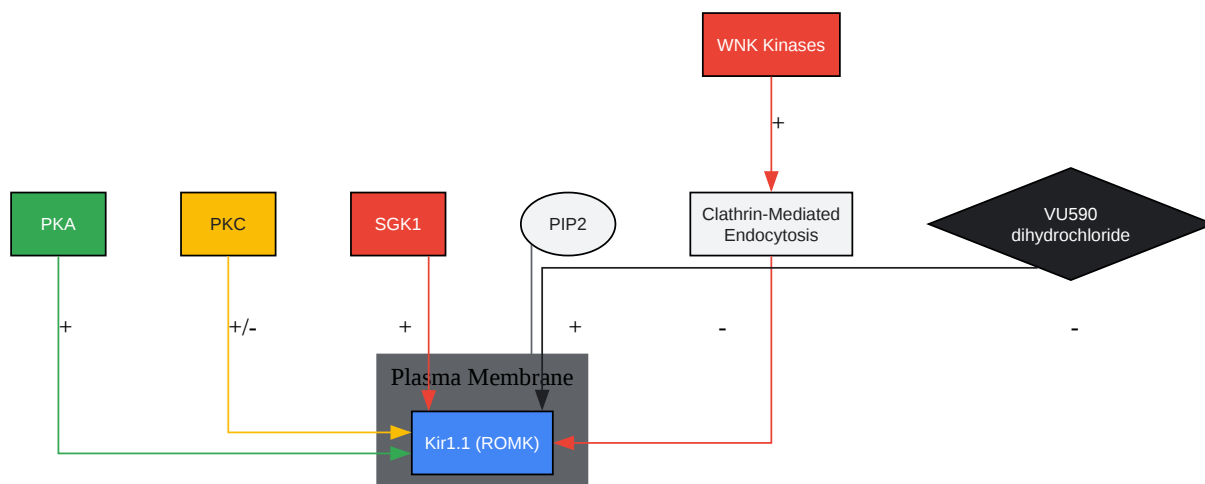 WNK Kinases
+
PKA
PKC
SGK1
PIP2
Clathrin-Mediated
Endocytosis
VU590
dihydrochloride
+
+/-
+
+
-
-
Plasma Membrane
Kir1.1 (ROMK)